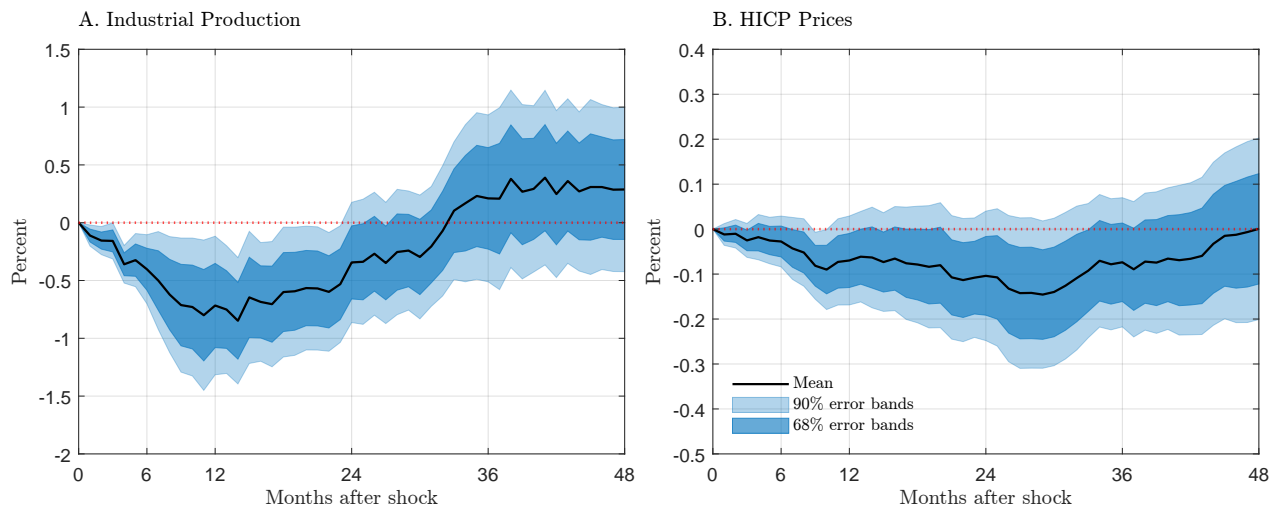 A. Industrial Production
1.5
1
0.5
0
-0.5
-1
-1.5
-2
Percent
0 6 12 24 36 48
Months after shock
B. HICP Prices
0.4
0.3
0.2
0.1
0
-0.1
-0.2
-0.3
-0.4
-0.5
Percent
Mean
90% error bands
68% error bands
0 6 12 24 36 48
Months after shock